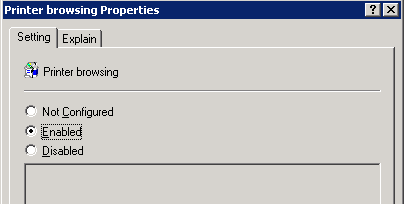 Printer browsing Properties
Setting Explain
Printer browsing
Not Configured
Enabled
Disabled